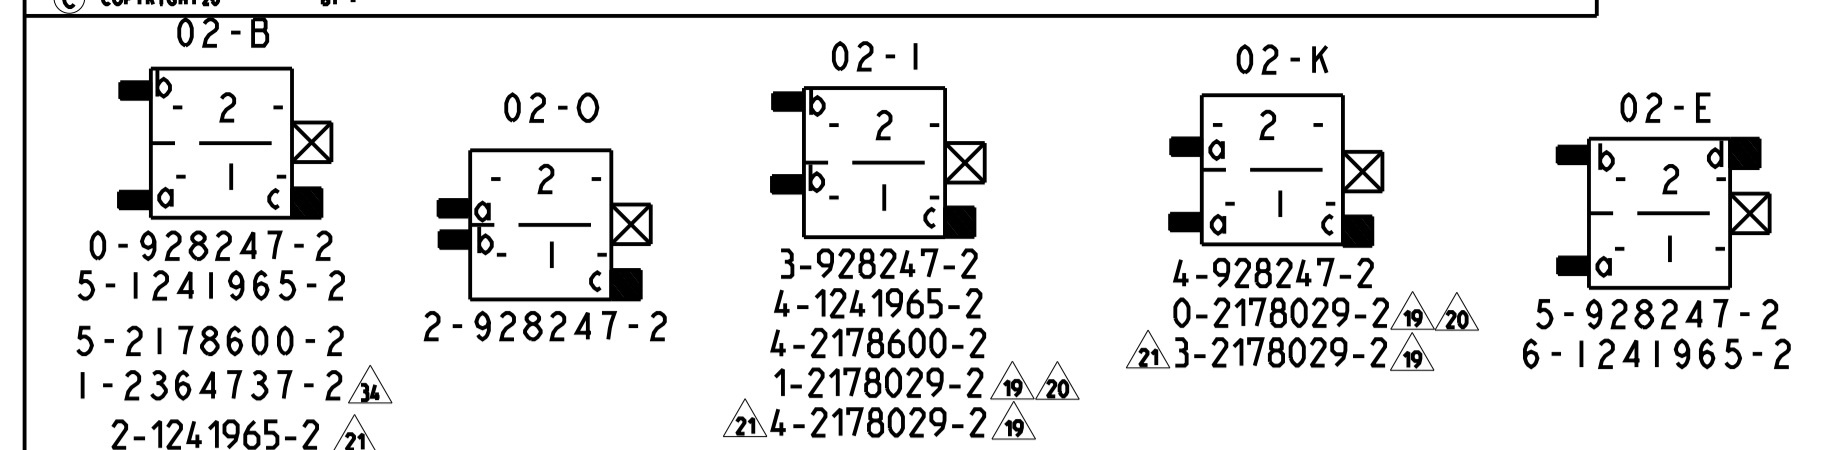 © COPYRIGHT 20 BY -
02-B
b
- 2 -
- 1 -
a c
0-928247-2
5-1241965-2
5-2178600-2
1-2364737-2 34
2-1241965-2 21
02-O
- 2 -
a
b
- 1 -
c
2-928247-2
02-I
b
- 2 -
b
- 1 -
c
3-928247-2
4-1241965-2
4-2178600-2
1-2178029-2 19 20
21 4-2178029-2 19
02-K
- 2 -
a
- 1 -
a c
4-928247-2
0-2178029-2 19 20
21 3-2178029-2 19
02-E
b d
- 2 -
- 1 -
a
5-928247-2
6-1241965-2